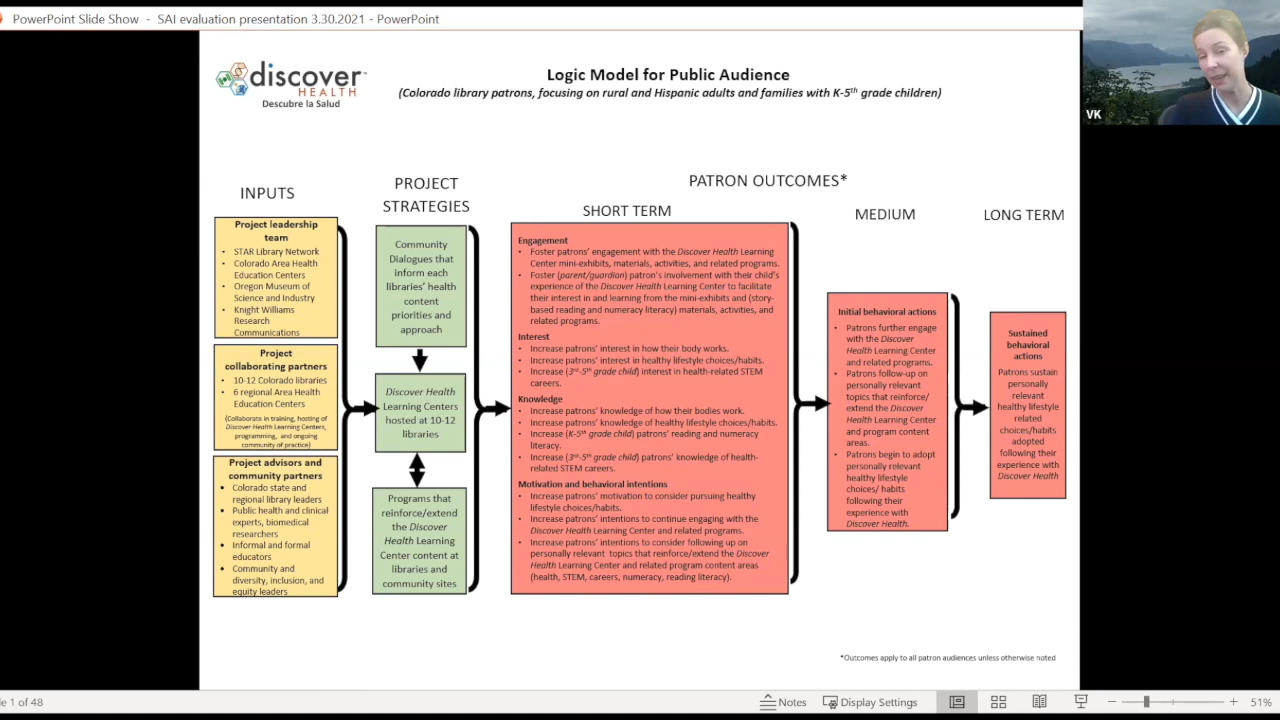 PowerPoint Slide Show - SAI evaluation presentation 3.30.2021 - PowerPoint
discover™
HEALTH
Descubre la Salud
Logic Model for Public Audience
(Colorado library patrons, focusing on rural and Hispanic adults and families with K-5th grade children)
VK
INPUTS
Project leadership
team
• STAR Library Network
• Colorado Area Health
Education Centers
• Oregon Museum of
Science and Industry
• Knight Williams
Research
Communications
Project
collaborating partners
• 10-12 Colorado libraries
• 6 regional Area Health
Education Centers
(Collaborate in training, hosting of
Discover Health Learning Centers,
programming, and ongoing
community of practice)
Project advisors and
community partners
• Colorado state and
regional library leaders
• Public health and clinical
experts, biomedical
researchers
• Informal and formal
educators
• Community and
diversity, inclusion, and
equity leaders
PROJECT
STRATEGIES
Community
Dialogues that
inform each
libraries' health
content
priorities and
approach
Discover Health
Learning Centers
hosted at 10-12
libraries
Programs that
reinforce/extend
the Discover
Health Learning
Center content at
libraries and
community sites
PATRON OUTCOMES*
SHORT TERM
Engagement
• Foster patrons' engagement with the Discover Health Learning
Center mini-exhibits, materials, activities, and related programs.
• Foster (parent/guardian) patron's involvement with their child's
experience of the Discover Health Learning Center to facilitate
their interest in and learning from the mini-exhibits and (story-
based reading and numeracy literacy) materials, activities, and
related programs.
Interest
• Increase patrons' interest in how their body works.
• Increase patrons' interest in healthy lifestyle choices/habits.
• Increase (3rd-5th grade child) interest in health-related STEM
careers.
Knowledge
• Increase patrons' knowledge of how their bodies work.
• Increase patrons' knowledge of healthy lifestyle choices/habits.
• Increase (K-5th grade child) patrons' reading and numeracy
literacy.
• Increase (3rd-5th grade child) patrons' knowledge of health-
related STEM careers.
Motivation and behavioral intentions
• Increase patrons' motivation to consider pursuing healthy
lifestyle choices/habits.
• Increase patrons' intentions to continue engaging with the
Discover Health Learning Center and related programs.
• Increase patrons' intentions to consider following up on
personally relevant topics that reinforce/extend the Discover
Health Learning Center and related program content areas
(health, STEM, careers, numeracy, reading literacy).
MEDIUM
Initial behavioral actions
• Patrons further engage
with the Discover
Health Learning Center
and related programs.
• Patrons follow-up on
personally relevant
topics that reinforce/
extend the Discover
Health Learning Center
and program content
areas.
• Patrons begin to adopt
personally relevant
healthy lifestyle
choices/ habits
following their
experience with
Discover Health.
LONG TERM
Sustained
behavioral
actions
Patrons sustain
personally
relevant
healthy lifestyle
related
choices/habits
adopted
following their
experience with
Discover Health
*Outcomes apply to all patron audiences unless otherwise noted
1 of 48
Notes
Display Settings
51%